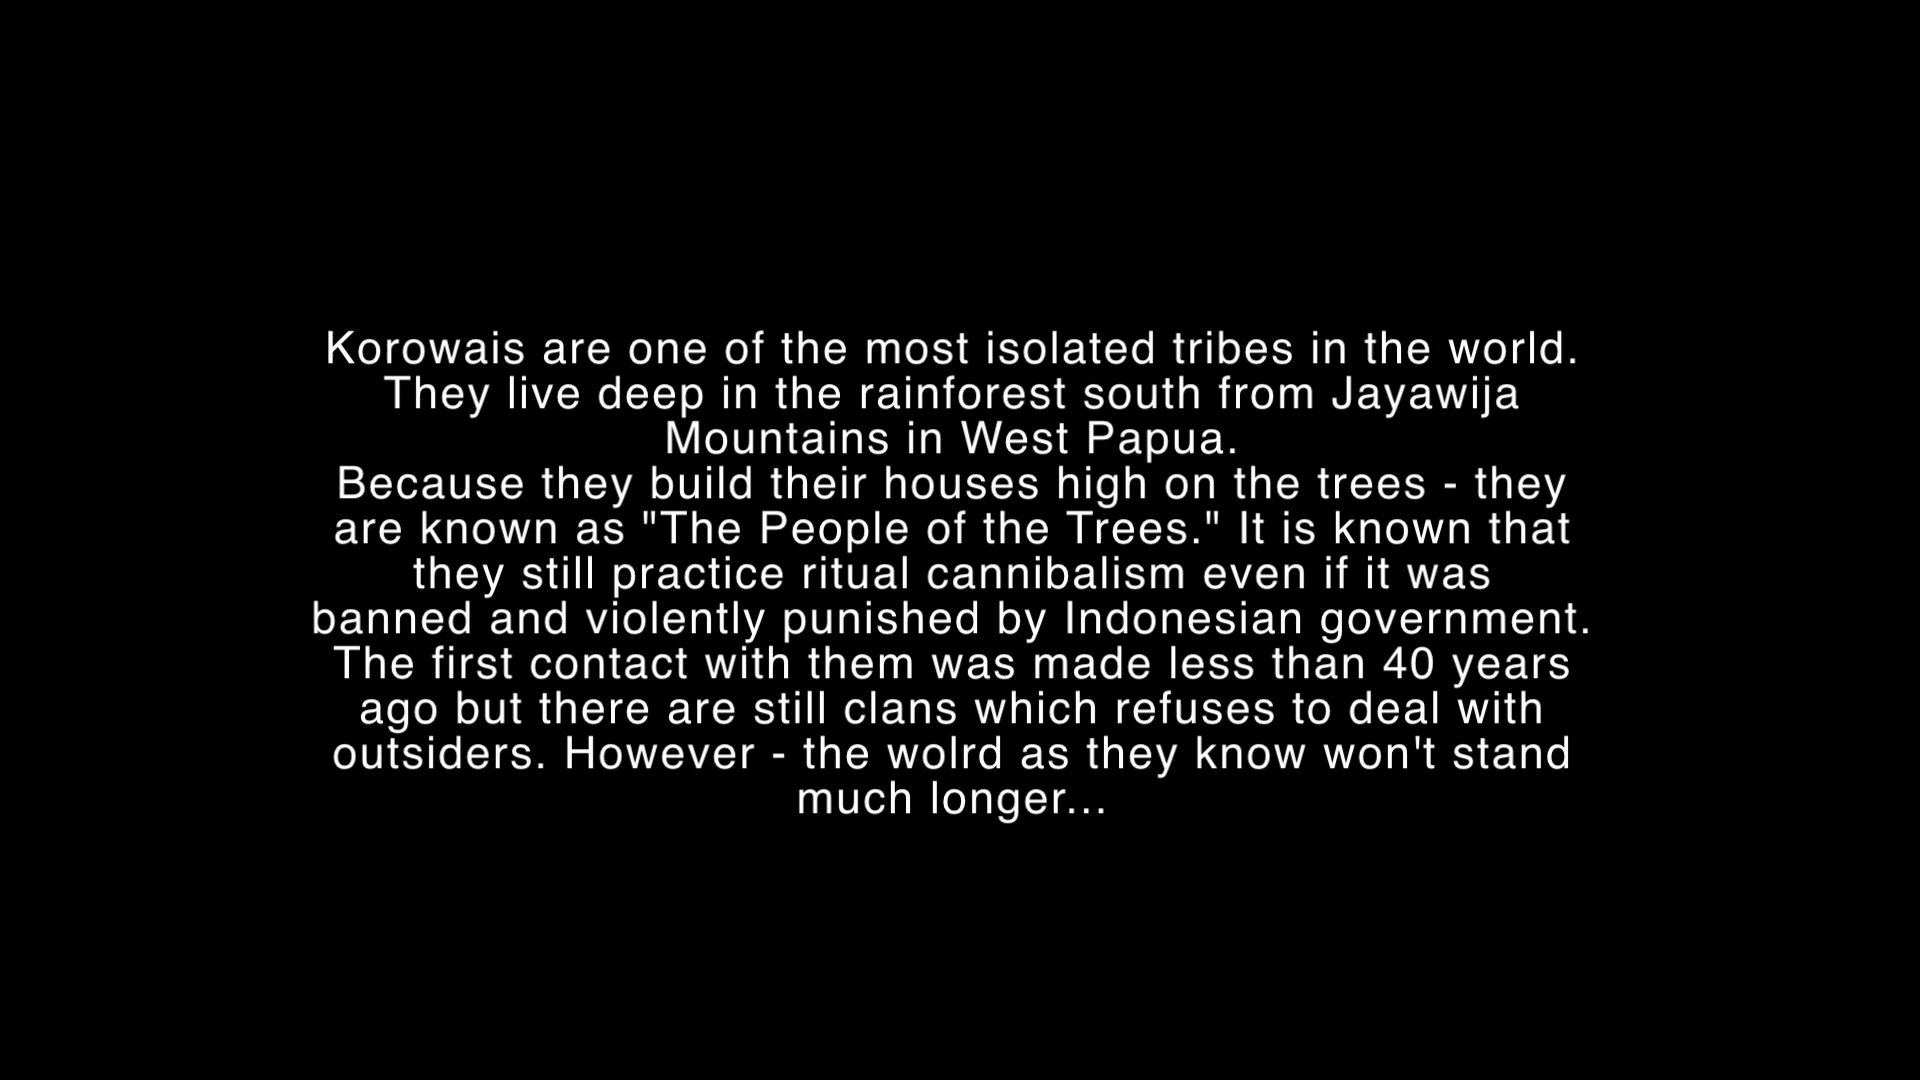 Korowais are one of the most isolated tribes in the world.
They live deep in the rainforest south from Jayawija
Mountains in West Papua.
Because they build their houses high on the trees - they
are known as "The People of the Trees." It is known that
they still practice ritual cannibalism even if it was
banned and violently punished by Indonesian government.
The first contact with them was made less than 40 years
ago but there are still clans which refuses to deal with
outsiders. However - the wolrd as they know won't stand
much longer...